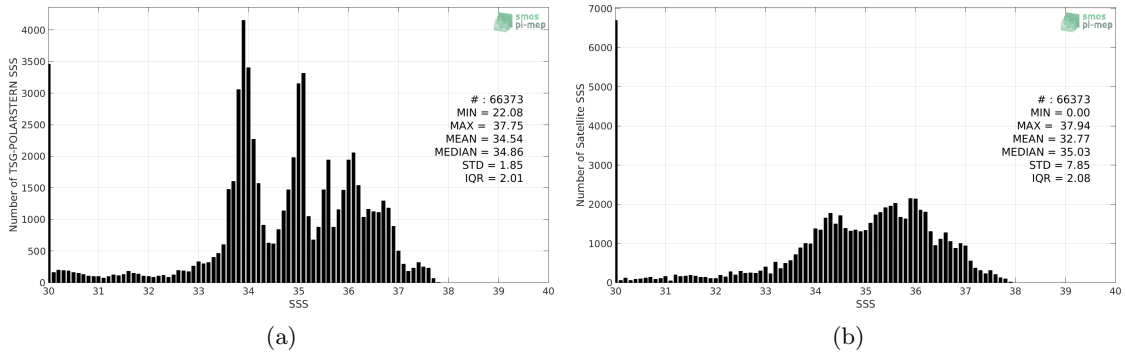 smos
pi-mep
Number of TSG-POLARSTERN SSS
4000
3500
3000
2500
2000
1500
1000
500
0
# : 66373
MIN = 22.08
MAX = 37.75
MEAN = 34.54
MEDIAN = 34.86
STD = 1.85
IQR = 2.01
30 31 32 33 34 35 36 37 38 39 40
SSS
(a)
smos
pi-mep
Number of Satellite SSS
7000
6000
5000
4000
3000
2000
1000
0
# : 66373
MIN = 0.00
MAX = 37.94
MEAN = 32.77
MEDIAN = 35.03
STD = 7.85
IQR = 2.08
30 31 32 33 34 35 36 37 38 39 40
SSS
(b)